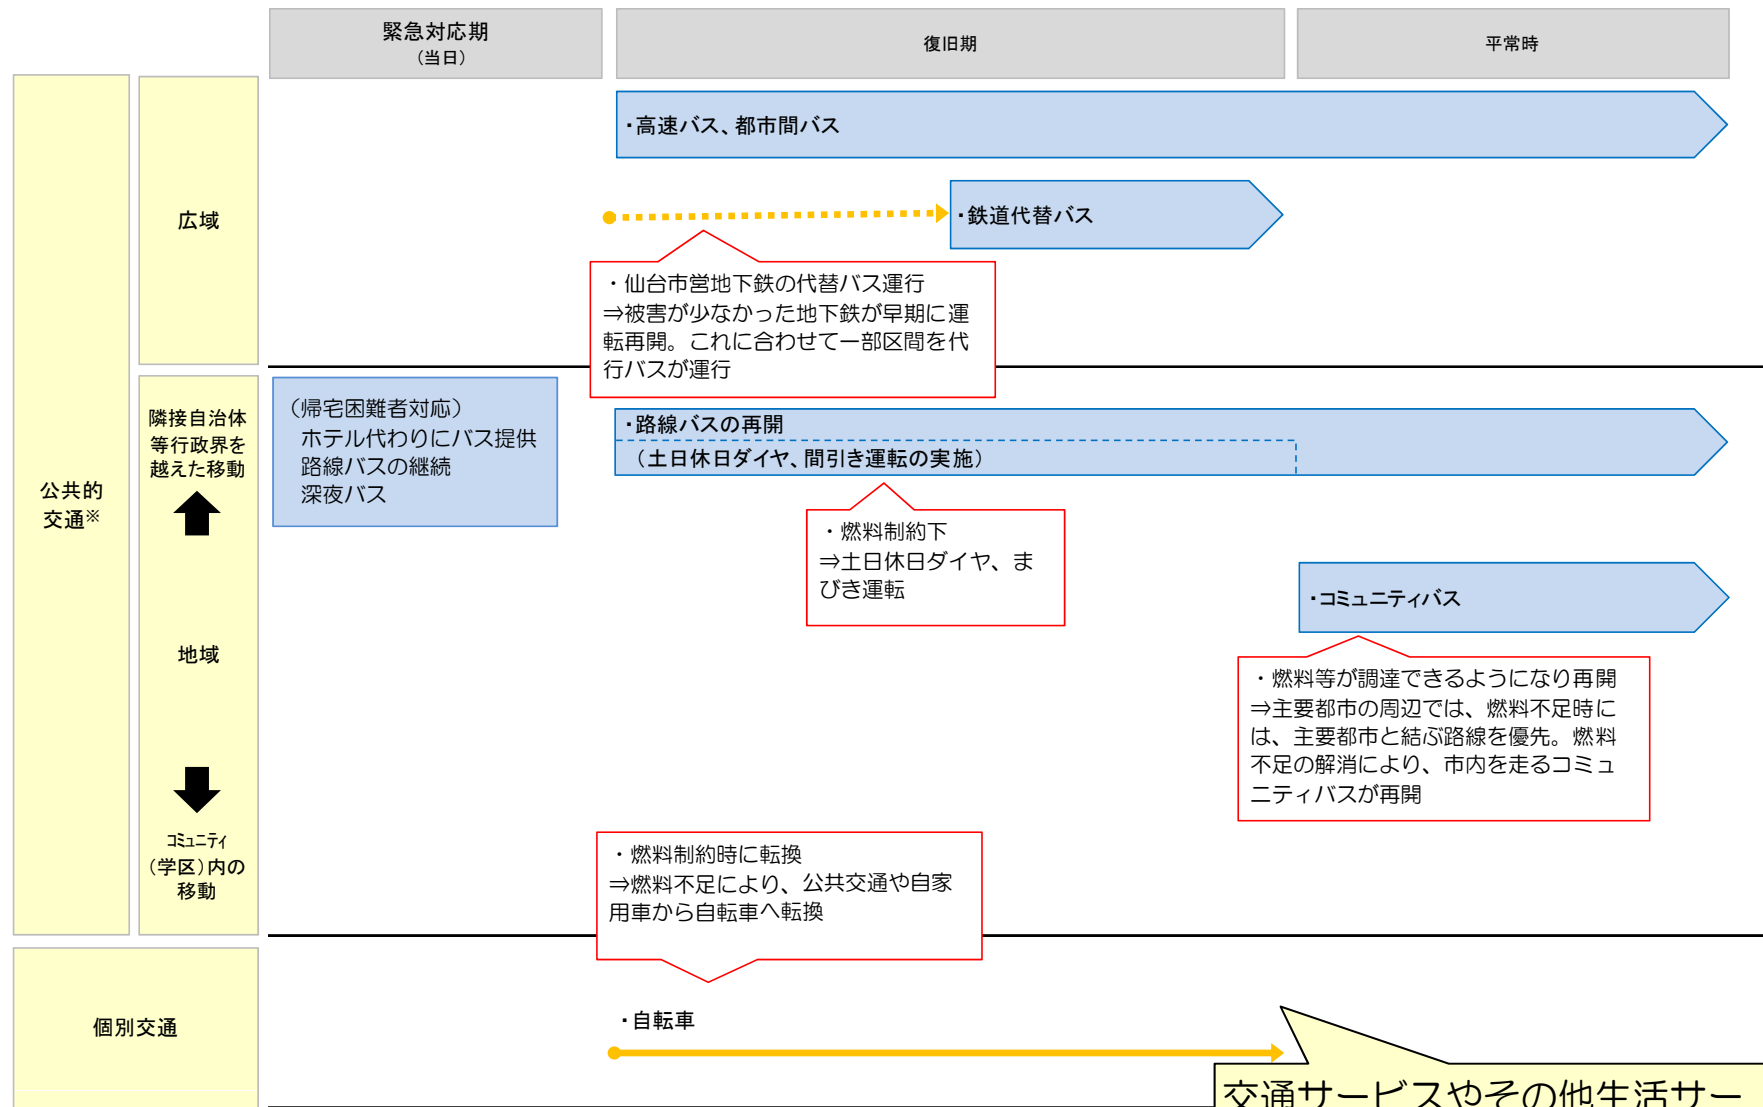 緊急対応期
（当日）
復旧期
平常時
公共的
交通※
広域
・高速バス、都市間バス
・鉄道代替バス
・仙台市営地下鉄の代替バス運行
⇒被害が少なかった地下鉄が早期に運
転再開。これに合わせて一部区間を代
行バスが運行
隣接自治体
等行政界を
越えた移動
地域
コミュニティ
（学区）内の
移動
（帰宅困難者対応）
ホテル代わりにバス提供
路線バスの継続
深夜バス
・路線バスの再開
（土日休日ダイヤ、間引き運転の実施）
・燃料制約下
⇒土日休日ダイヤ、ま
びき運転
・コミュニティバス
・燃料等が調達できるようになり再開
⇒主要都市の周辺では、燃料不足時に
は、主要都市と結ぶ路線を優先。燃料
不足の解消により、市内を走るコミュ
ニティバスが再開
・燃料制約時に転換
⇒燃料不足により、公共交通や自家
用車から自転車へ転換
個別交通
・自転車
交通サービスやその他生活サー